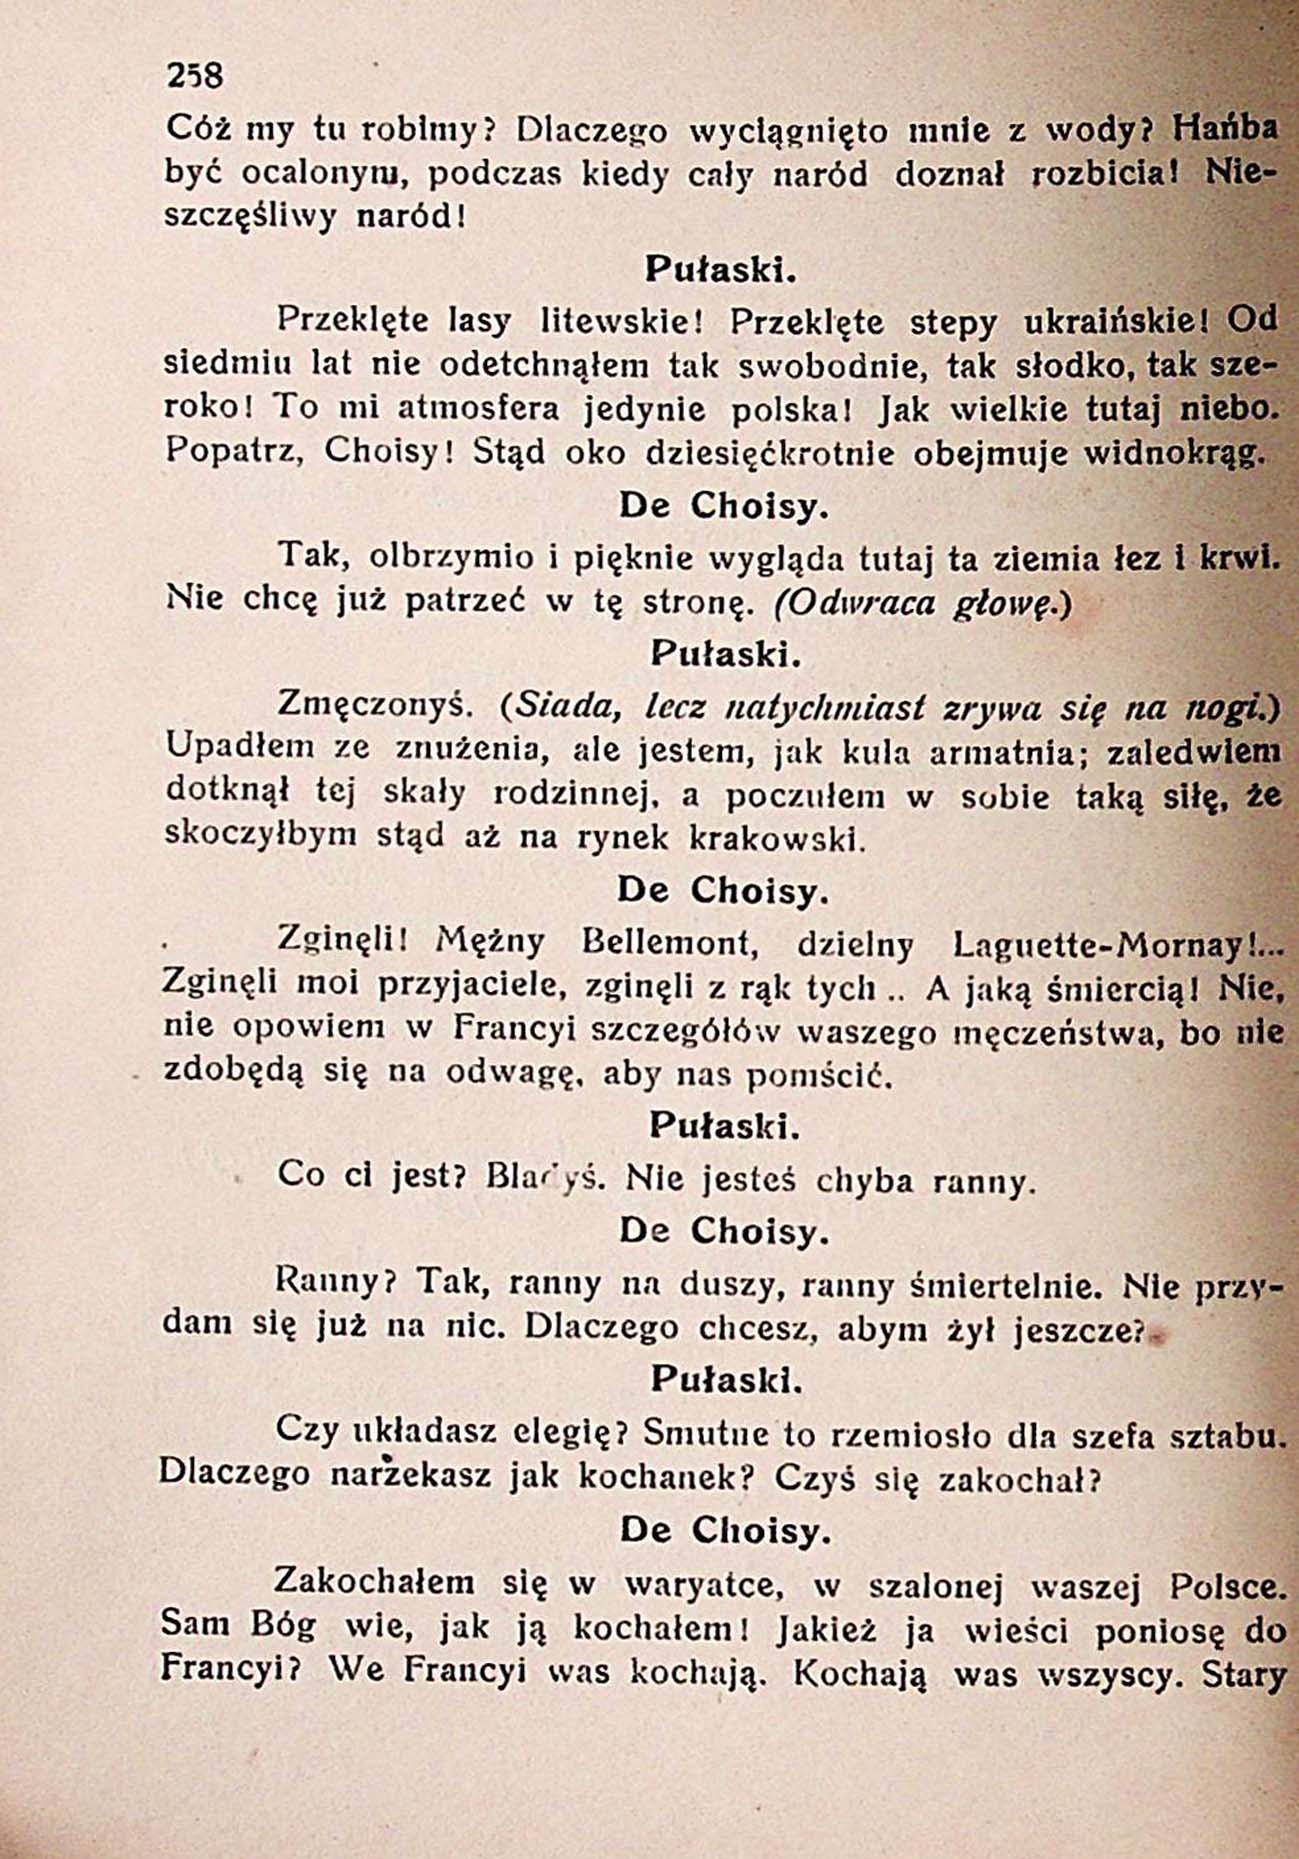 258
Cóż my tu robimy? Dlaczego wyciągnięto mnie z wody? Hańba
być ocalonym, podczas kiedy cały naród doznał rozbicia! Nie-
szczęśliwy naród!
Pułaski.
Przeklęte lasy litewskie! Przeklęte stepy ukraińskie! Od
siedmiu lat nie odetchnąłem tak swobodnie, tak słodko, tak sze-
roko! To mi atmosfera jedynie polska! Jak wielkie tutaj niebo.
Popatrz, Choisy! Stąd oko dziesięćkrotnie obejmuje widnokrąg.
De Choisy.
Tak, olbrzymio i pięknie wygląda tutaj ta ziemia łez i krwi.
Nie chcę już patrzeć w tę stronę. (Odwraca głowę.)
Pułaski.
Zmęczonyś. (Siada, lecz natychmiast zrywa się na nogi.)
Upadłem ze znużenia, ale jestem, jak kula armatnia; zaledwiem
dotknął tej skały rodzinnej, a poczułem w sobie taką siłę, że
skoczyłbym stąd aż na rynek krakowski.
De Choisy.
Zginęli! Mężny Bellemont, dzielny Laguette-Mornay!...
Zginęli moi przyjaciele, zginęli z rąk tych .. A jaką śmiercią! Nie,
nie opowiem w Francyi szczegółów waszego męczeństwa, bo nie
zdobędą się na odwagę, aby nas pomścić.
Pułaski.
Co ci jest? Bladyś. Nie jesteś chyba ranny.
De Choisy.
Ranny? Tak, ranny na duszy, ranny śmiertelnie. Nie przy-
dam się już na nic. Dlaczego chcesz, abym żył jeszcze?
Pułaski.
Czy układasz elegię? Smutne to rzemiosło dla szefa sztabu.
Dlaczego narzekasz jak kochanek? Czyś się zakochał?
De Choisy.
Zakochałem się w waryatce, w szalonej waszej Polsce.
Sam Bóg wie, jak ją kochałem! Jakież ja wieści poniosę do
Francyi? We Francyi was kochają. Kochają was wszyscy. Stary